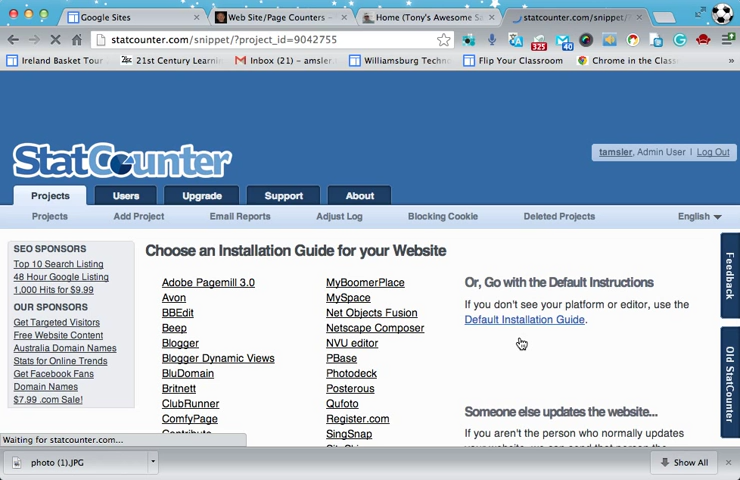 Google Sites
Web Site/Page Counters –
Home (Tony's Awesome Sa
statcounter.com/snippet/?
statcounter.com/snippet/?project_id=9042755
325
40
Ireland Basket Tour
21st Century Learnin
Inbox (21) – amsler.
Williamsburg Techno
Flip Your Classroom
Chrome in the Class
StatCounter
tamsler, Admin User | Log Out
Projects
Users
Upgrade
Support
About
Projects
Add Project
Email Reports
Adjust Log
Blocking Cookie
Deleted Projects
English
SEO SPONSORS
Top 10 Search Listing
48 Hour Google Listing
1,000 Hits for $9.99
OUR SPONSORS
Get Targeted Visitors
Free Website Content
Australia Domain Names
Stats for Online Trends
Get Facebook Fans
Domain Names
$7.99 .com Sale!
Choose an Installation Guide for your Website
Adobe Pagemill 3.0
Avon
BBEdit
Beep
Blogger
Blogger Dynamic Views
BluDomain
Britnett
ClubRunner
ComfyPage
Contribute
MyBoomerPlace
MySpace
Net Objects Fusion
Netscape Composer
NVU editor
PBase
Photodeck
Posterous
Qufoto
Register.com
SingSnap
Or, Go with the Default Instructions
If you don't see your platform or editor, use the
Default Installation Guide.
Someone else updates the website...
If you aren't the person who normally updates
Feedback
Old StatCounter
Waiting for statcounter.com...
photo (1).JPG
Show All